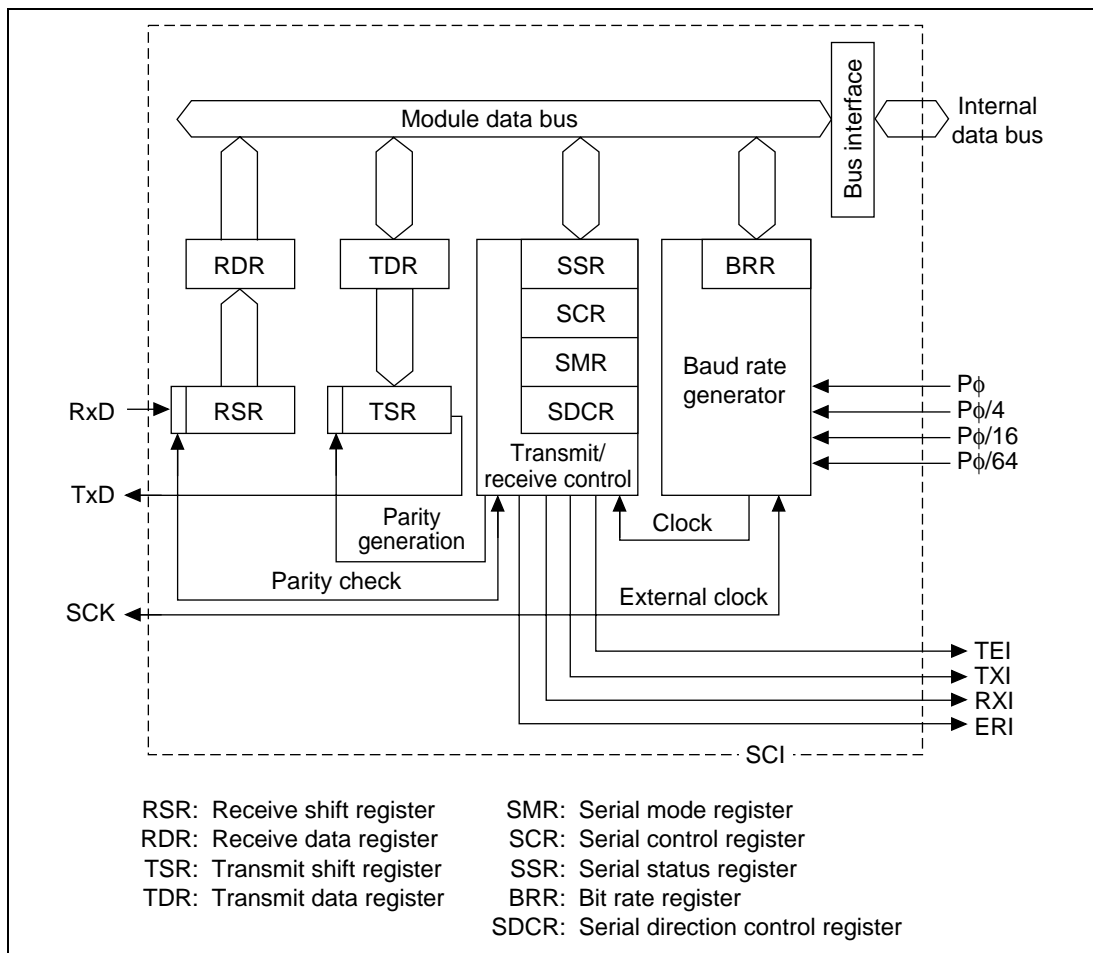 Module data bus
Bus interface
Internal
data bus
RDR
TDR
SSR
BRR
SCR
SMR
Baud rate
generator
RxD
RSR
TSR
SDCR
Pϕ
Pϕ/4
Pϕ/16
Pϕ/64
Transmit/
receive control
TxD
Parity
generation
Clock
Parity check
SCK
External clock
TEI
TXI
RXI
ERI
SCI
RSR: Receive shift register
RDR: Receive data register
TSR: Transmit shift register
TDR: Transmit data register
SMR: Serial mode register
SCR: Serial control register
SSR: Serial status register
BRR: Bit rate register
SDCR: Serial direction control register